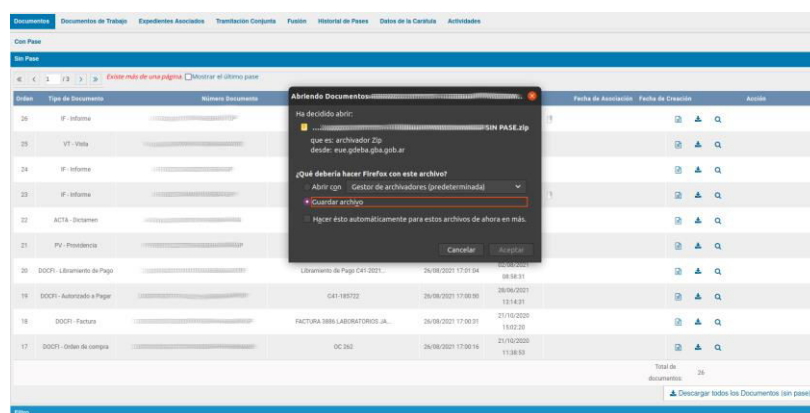 Documentos Documentos de Trabajo Expedientes Asociados Tramitación Conjunta Fusión Historial de Pases Datos de la Carátula Actividades
Con Pase
Sin Pase
1 / 3 Existe más de una página. Mostrar el último pase
Orden Tipo de Documento Número Documento Fecha de Asociación Fecha de Creación Acción
Abriendo Documentos
Ha decidido abrir:
SIN PASE.zip
que es: archivador Zip
desde: eue.gdeba.gba.gob.ar
¿Qué debería hacer Firefox con este archivo?
Abrir con Gestor de archivadores (predeterminada)
Guardar archivo
Hacer ésto automáticamente para estos archivos de ahora en más.
Cancelar Aceptar
26 IF - Informe
25 VT - Vista
24 IF - Informe
23 IF - Informe
22 ACTA - Dictamen
21 PV - Providencia
20 DOCFI - Libramiento de Pago Libramiento de Pago C41-2021... 26/08/2021 17:01:04 02/08/2021 08:58:31
19 DOCFI - Autorizado a Pagar C41-185722 26/08/2021 17:00:50 28/06/2021 13:14:31
18 DOCFI - Factura FACTURA 3886 LABORATORIOS JA... 26/08/2021 17:00:31 21/10/2020 13:02:20
17 DOCFI - Orden de compra OC 262 26/08/2021 17:00:16 21/10/2020 11:38:53
Total de documentos: 26
Descargar todos los Documentos (sin pase)